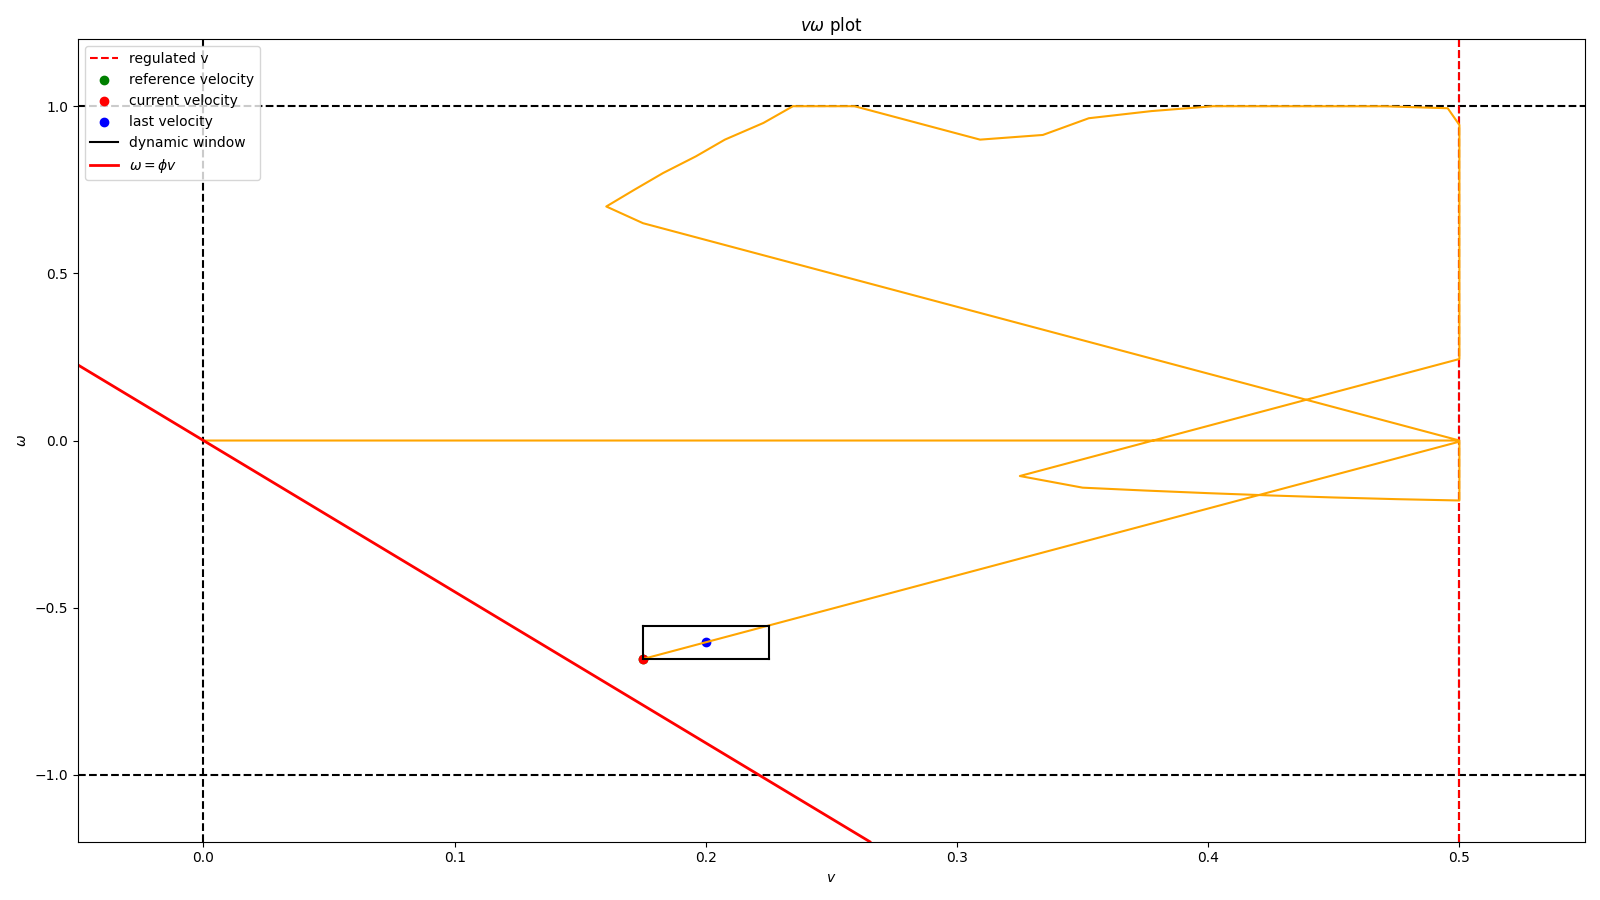 vω plot
regulated v
reference velocity
current velocity
last velocity
dynamic window
ω = ϕv
1.0
0.5
0.0
−0.5
−1.0
ω
0.0 0.1 0.2 0.3 0.4 0.5
v